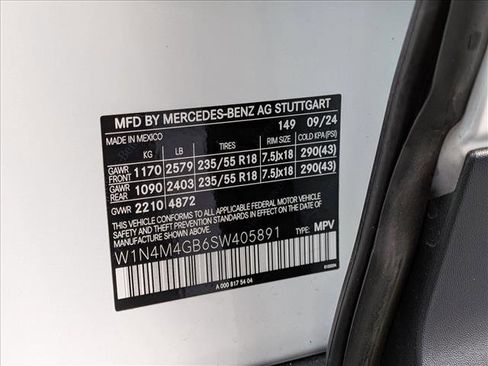 MFD BY MERCEDES-BENZ AG STUTTGART
149 09/24
MADE IN MEXICO
KG LB TIRES RIM SIZE COLD KPA(PSI)
GAWR FRONT 1170 2579 235/55 R18 7.5Jx18 290(43)
GAWR REAR 1090 2403 235/55 R18 7.5Jx18 290(43)
GVWR 2210 4872
THIS VEHICLE CONFORMS TO ALL APPLICABLE FEDERAL MOTOR VEHICLE
SAFETY AND THEFT PREVENTION STANDARDS IN EFFECT ON THE DATE OF
MANUFACTURE SHOWN ABOVE.
W1N4M4GB6SW405891 TYPE: MPV
A 000 817 54 04